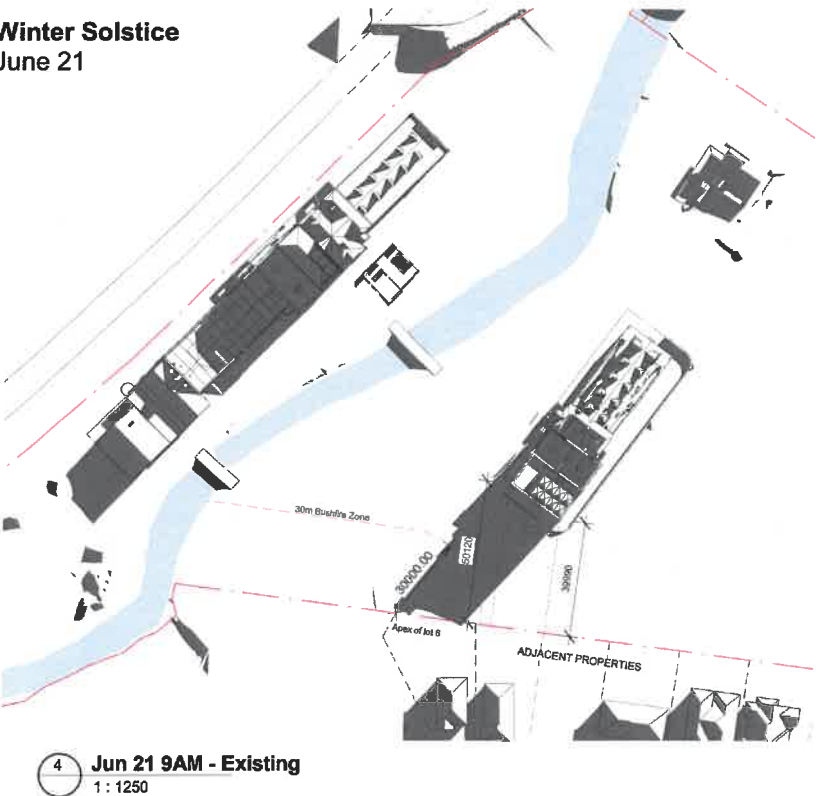 Winter Solstice
June 21
30m Bushfire Zone
30000.00
50120
39990
Apex of lot 6
ADJACENT PROPERTIES
4 Jun 21 9AM - Existing
1 : 1250